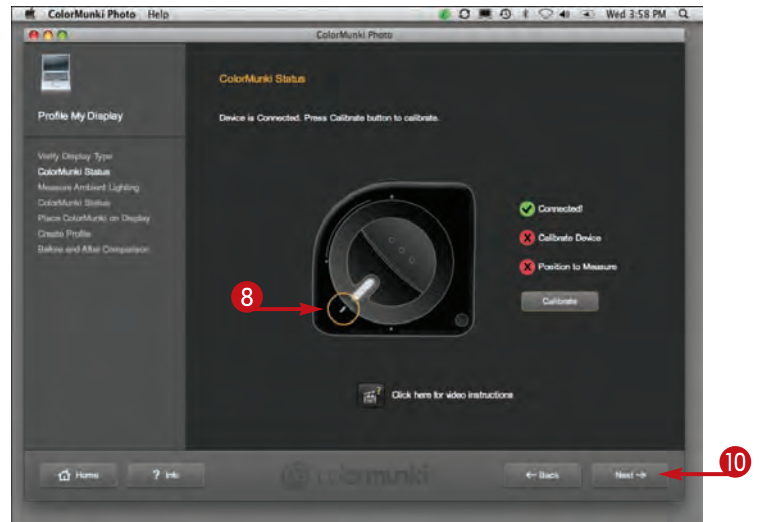 ColorMunki Photo Help
Wed 3:58 PM
ColorMunki Photo
ColorMunki Status
Profile My Display
Device is Connected. Press Calibrate button to calibrate.
Verify Display Type
ColorMunki Status
Measure Ambient Lighting
ColorMunki Status
Place ColorMunki on Display
Create Profile
Before and After Comparison
Connected!
Calibrate Device
Position to Measure
Calibrate
8
Click here for video instructions
Home
? Info
colormunki
Back
Next
10